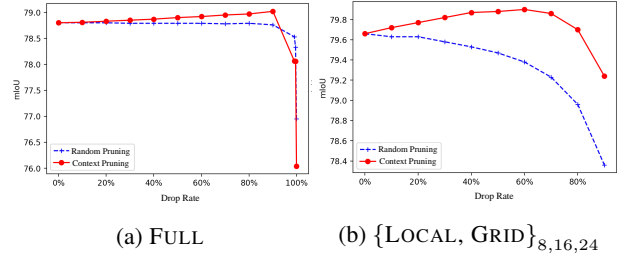 79.0
78.5
78.0
77.5
77.0
76.5
76.0
mIoU
Random Pruning
Context Pruning
0% 20% 40% 60% 80% 100%
Drop Rate
(a) FULL
79.8
79.6
79.4
79.2
79.0
78.8
78.6
78.4
mIoU
Random Pruning
Context Pruning
0% 20% 40% 60% 80%
Drop Rate
(b) {LOCAL, GRID}8,16,24